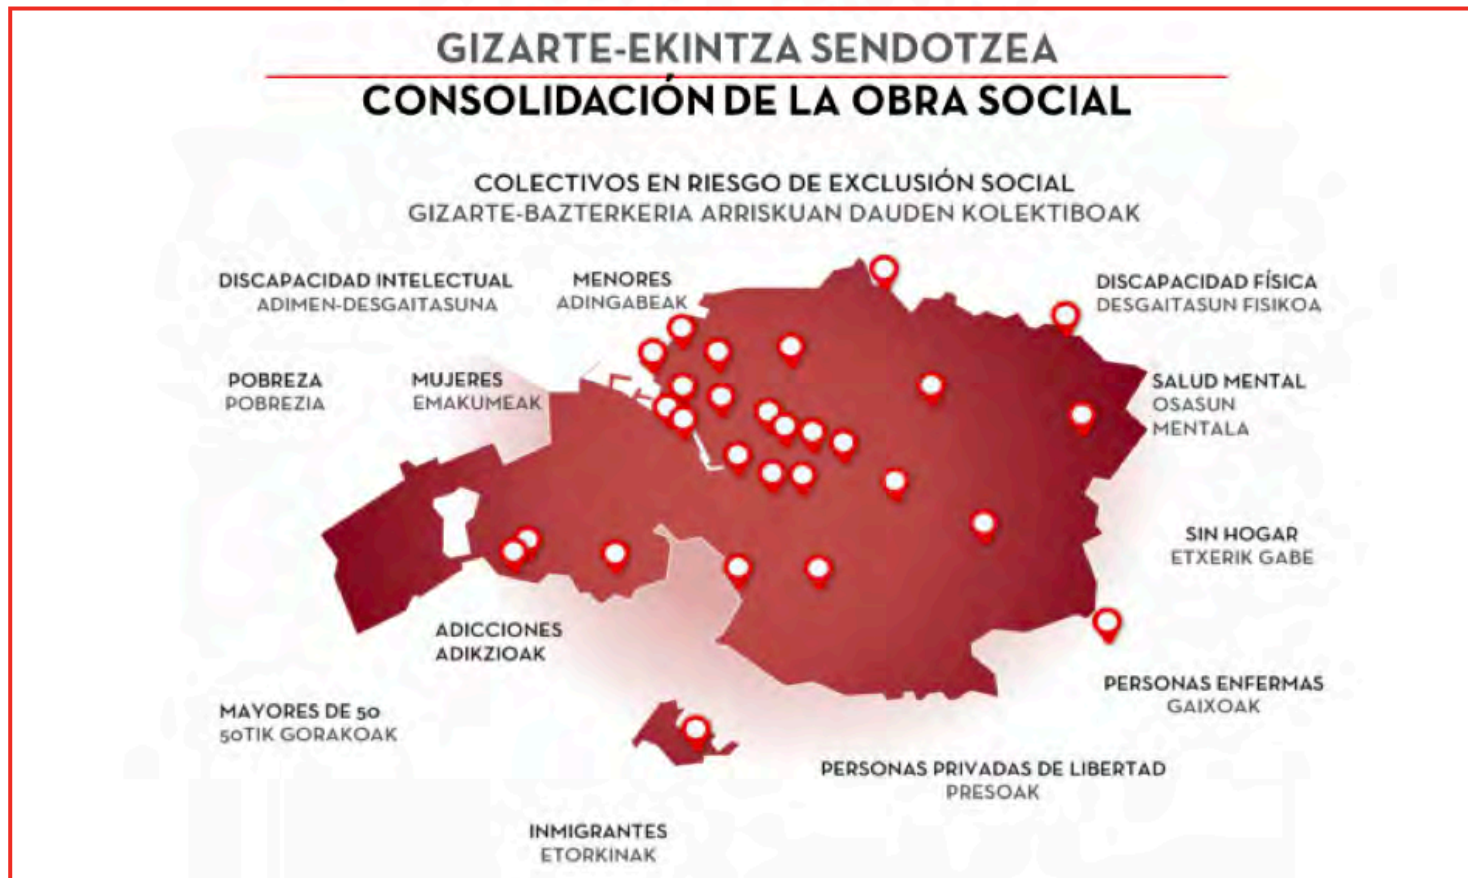 GIZARTE-EKINTZA SENDOTZEA
CONSOLIDACIÓN DE LA OBRA SOCIAL
COLECTIVOS EN RIESGO DE EXCLUSIÓN SOCIAL
GIZARTE-BAZTERKERIA ARRISKUAN DAUDEN KOLEKTIBOAK
DISCAPACIDAD INTELECTUAL
ADIMEN-DESGAITASUNA
MENORES
ADINGABEAK
DISCAPACIDAD FÍSICA
DESGAITASUN FISIKOA
POBREZA
POBREZIA
MUJERES
EMAKUMEAK
SALUD MENTAL
OSASUN
MENTALA
SIN HOGAR
ETXERIK GABE
ADICCIONES
ADIKZIOAK
PERSONAS ENFERMAS
GAIXOAK
MAYORES DE 50
50TIK GORAKOAK
PERSONAS PRIVADAS DE LIBERTAD
PRESOAK
INMIGRANTES
ETORKINAK